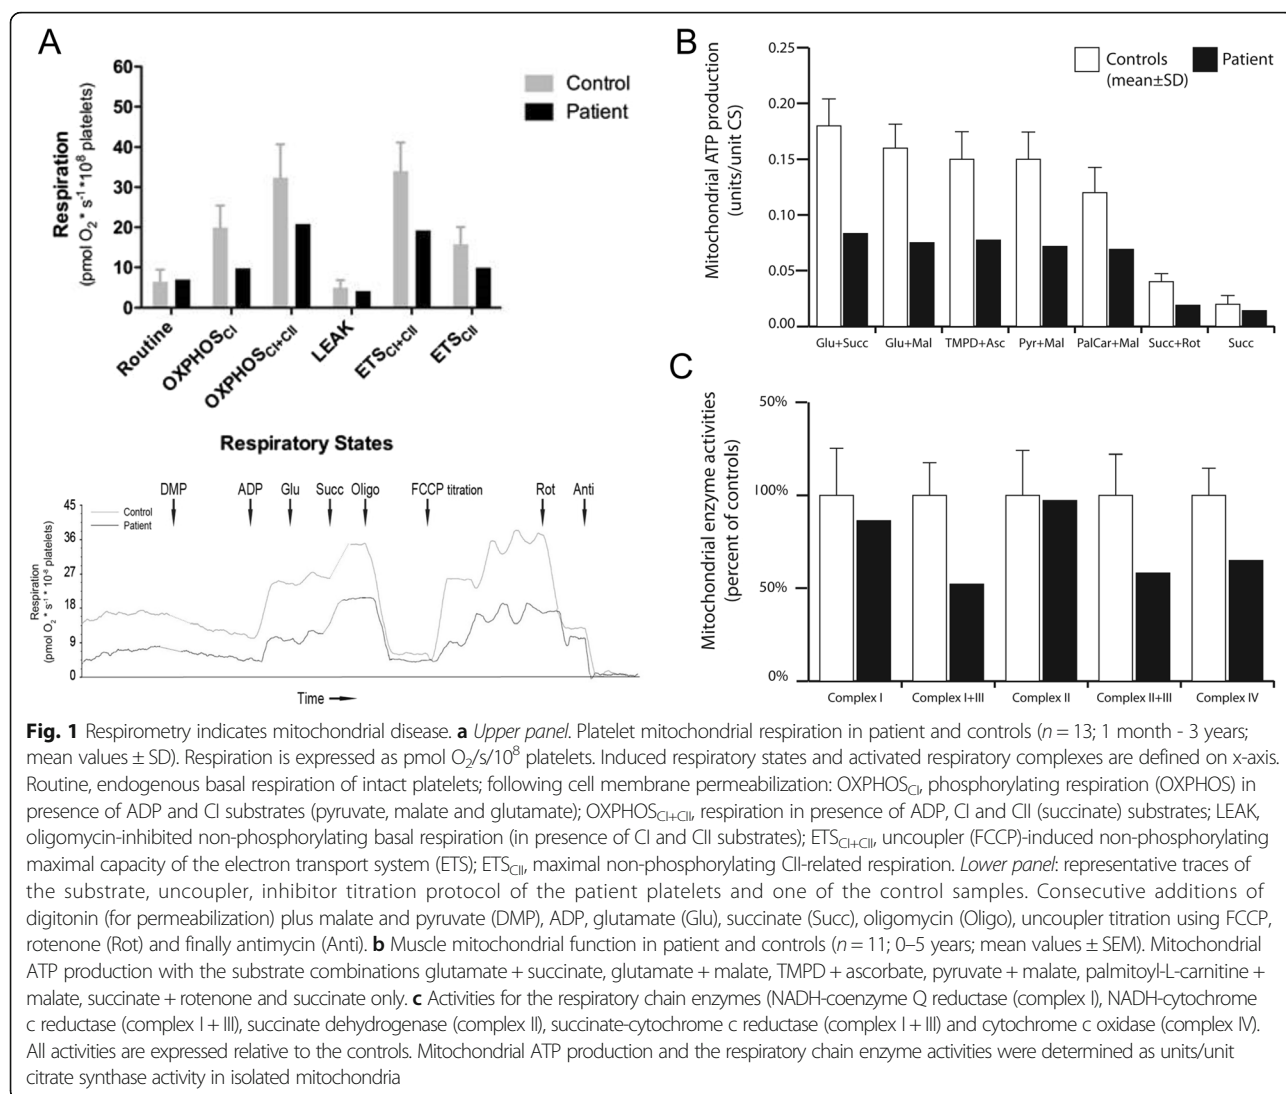 A
60
50
40
30
20
10
0
Respiration
(pmol O2 * s-1 *108 platelets)
Control
Patient
Routine
OXPHOSCI
OXPHOSCI+CII
LEAK
ETSCI+CII
ETSCII
Respiratory States
DMP ADP Glu Succ Oligo FCCP titration Rot Anti
45
36
27
18
9
0
Control
Patient
Respiration
(pmol O2 * s-1 * 10-8 platelets)
Time
B
Mitochondrial ATP production
(units/unit CS)
0.25
0.20
0.15
0.10
0.05
0.00
Controls
(mean±SD)
Patient
Glu+Succ Glu+Mal TMPD+Asc Pyr+Mal PalCar+Mal Succ+Rot Succ
C
Mitochondrial enzyme activities
(percent of controls)
50%
100%
50%
0%
Complex I Complex I+III Complex II Complex II+III Complex IV
Fig. 1 Respirometry indicates mitochondrial disease. a Upper panel. Platelet mitochondrial respiration in patient and controls (n = 13; 1 month - 3 years;
mean values ± SD). Respiration is expressed as pmol O2/s/108 platelets. Induced respiratory states and activated respiratory complexes are defined on x-axis.
Routine, endogenous basal respiration of intact platelets; following cell membrane permeabilization: OXPHOSCI, phosphorylating respiration (OXPHOS) in
presence of ADP and CI substrates (pyruvate, malate and glutamate); OXPHOSCI+CII, respiration in presence of ADP, CI and CII (succinate) substrates; LEAK,
oligomycin-inhibited non-phosphorylating basal respiration (in presence of CI and CII substrates); ETSCI+CII, uncoupler (FCCP)-induced non-phosphorylating
maximal capacity of the electron transport system (ETS); ETSCII, maximal non-phosphorylating CII-related respiration. Lower panel: representative traces of
the substrate, uncoupler, inhibitor titration protocol of the patient platelets and one of the control samples. Consecutive additions of
digitonin (for permeabilization) plus malate and pyruvate (DMP), ADP, glutamate (Glu), succinate (Succ), oligomycin (Oligo), uncoupler titration using FCCP,
rotenone (Rot) and finally antimycin (Anti). b Muscle mitochondrial function in patient and controls (n = 11; 0–5 years; mean values ± SEM). Mitochondrial
ATP production with the substrate combinations glutamate + succinate, glutamate + malate, TMPD + ascorbate, pyruvate + malate, palmitoyl-L-carnitine +
malate, succinate + rotenone and succinate only. c Activities for the respiratory chain enzymes (NADH-coenzyme Q reductase (complex I), NADH-cytochrome
c reductase (complex I + III), succinate dehydrogenase (complex II), succinate-cytochrome c reductase (complex I + III) and cytochrome c oxidase (complex IV).
All activities are expressed relative to the controls. Mitochondrial ATP production and the respiratory chain enzyme activities were determined as units/unit
citrate synthase activity in isolated mitochondria